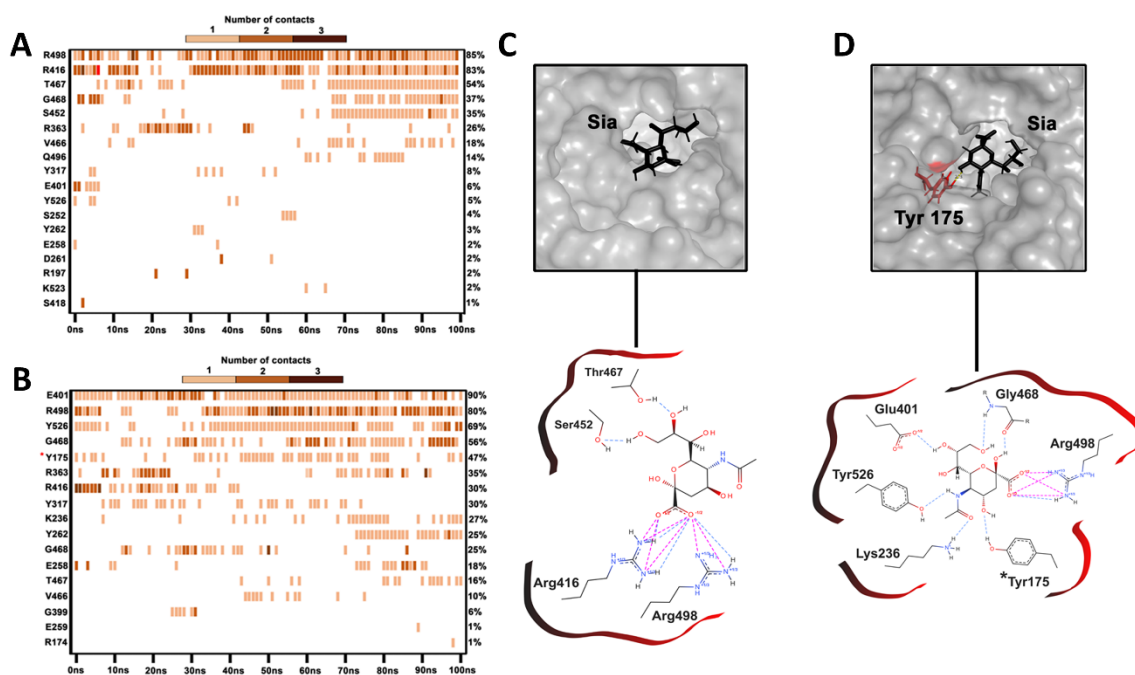 A
Number of contacts
1 2 3
R498 85%
R416 83%
T467 54%
G468 37%
S452 35%
R363 26%
V466 18%
Q496 14%
Y317 8%
E401 6%
Y526 5%
S252 4%
Y262 3%
E258 2%
D261 2%
R197 2%
K523 2%
S418 1%
0ns 10ns 20ns 30ns 40ns 50ns 60ns 70ns 80ns 90ns 100ns
B
Number of contacts
1 2 3
E401 90%
R498 80%
Y526 69%
G468 56%
* Y175 47%
R363 35%
R416 30%
Y317 30%
K236 27%
Y262 25%
G468 25%
E258 18%
T467 16%
V466 10%
G399 6%
E259 1%
R174 1%
0ns 10ns 20ns 30ns 40ns 50ns 60ns 70ns 80ns 90ns 100ns
C
Sia
Thr467
Ser452
Arg416
Arg498
D
Sia
Tyr 175
Glu401
Gly468
Arg498
Tyr526
Lys236
*Tyr175